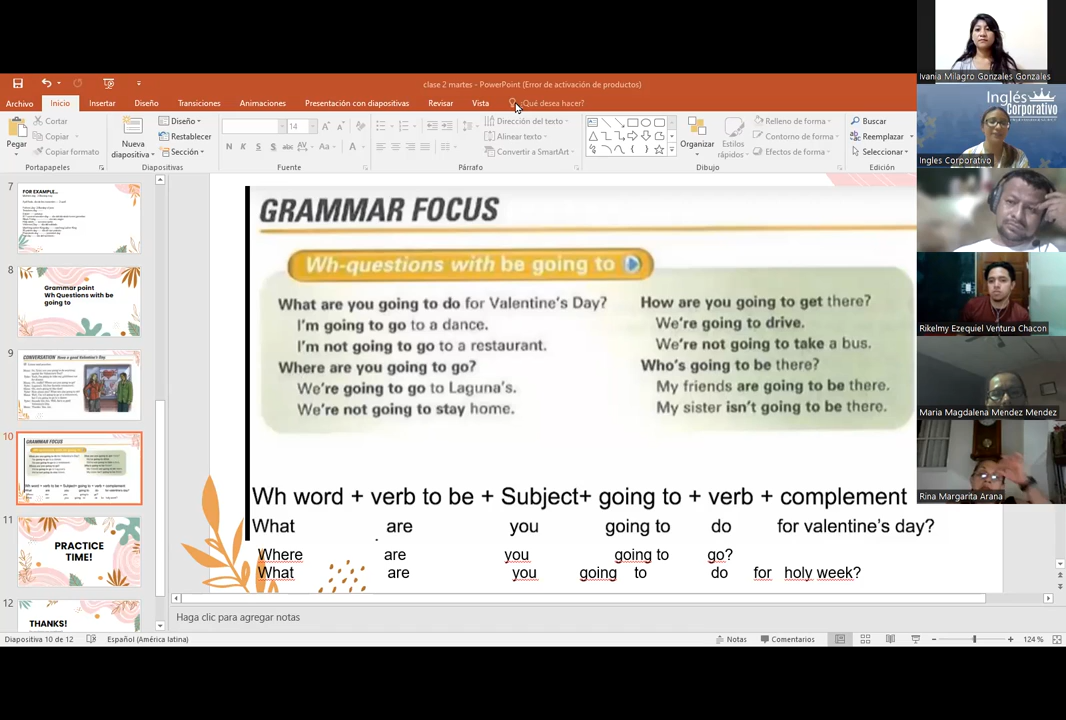 clase 2 martes - PowerPoint (Error de activación de productos)
Archivo Inicio Insertar Diseño Transiciones Animaciones Presentación con diapositivas Revisar Vista ¿Qué desea hacer?
Pegar
Cortar
Copiar
Copiar formato
Portapapeles
Nueva diapositiva
Diseño
Restablecer
Sección
Diapositivas
14
N K S S abc AV Aa A
Fuente
Dirección del texto
Alinear texto
Convertir a SmartArt
Párrafo
Organizar
Estilos rápidos
Relleno de forma
Contorno de forma
Efectos de forma
Dibujo
Buscar
Reemplazar
Seleccionar
Edición
7
FOR EXAMPLE...
8
Grammar point
Wh Questions with be
going to
9
CONVERSATION
10
GRAMMAR FOCUS
11
PRACTICE
TIME!
12
THANKS!
GRAMMAR FOCUS
Wh-questions with be going to
What are you going to do for Valentine's Day?
I'm going to go to a dance.
I'm not going to go to a restaurant.
Where are you going to go?
We're going to go to Laguna's.
We're not going to stay home.
How are you going to get there?
We're going to drive.
We're not going to take a bus.
Who's going to be there?
My friends are going to be there.
My sister isn't going to be there.
Wh word + verb to be + Subject+ going to + verb + complement
What are you going to do for valentine's day?
Where are you going to go?
What are you going to do for holy week?
Haga clic para agregar notas
Diapositiva 10 de 12 Español (América latina) Notas Comentarios 124 %
Ivania Milagro Gonzales Gonzales
Inglés
Corporativo
Ingles Corporativo
Rikelmy Ezequiel Ventura Chacon
Maria Magdalena Mendez Mendez
Rina Margarita Arana